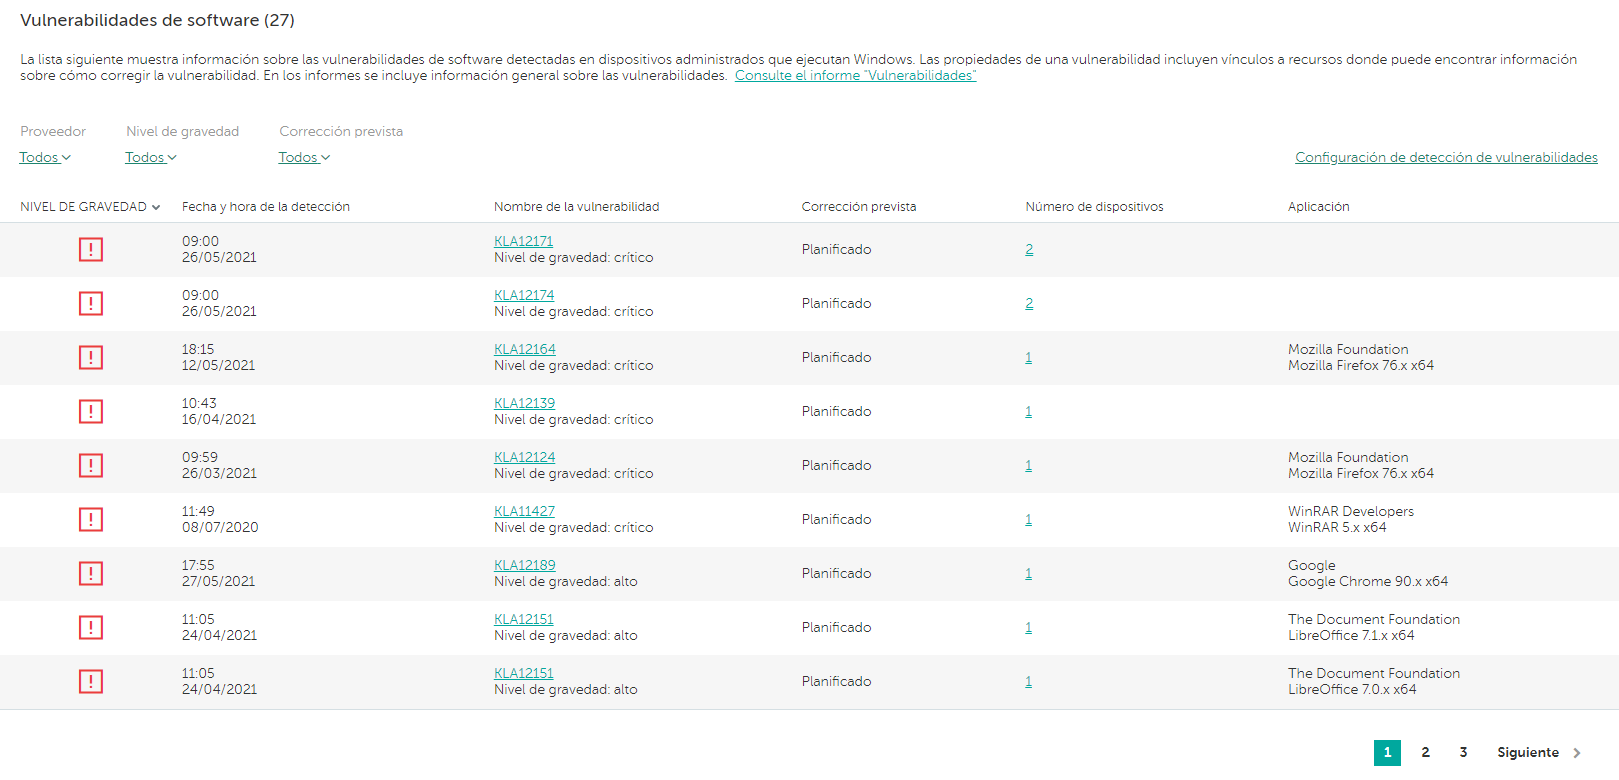 Vulnerabilidades de software (27)
La lista siguiente muestra información sobre las vulnerabilidades de software detectadas en dispositivos administrados que ejecutan Windows. Las propiedades de una vulnerabilidad incluyen vínculos a recursos donde puede encontrar información
sobre cómo corregir la vulnerabilidad. En los informes se incluye información general sobre las vulnerabilidades. Consulte el informe "Vulnerabilidades"
Proveedor Nivel de gravedad Corrección prevista
Todos Todos Todos Configuración de detección de vulnerabilidades
NIVEL DE GRAVEDAD Fecha y hora de la detección Nombre de la vulnerabilidad Corrección prevista Número de dispositivos Aplicación
09:00 KLA12171
Planificado 2
26/05/2021 Nivel de gravedad: crítico
09:00 KLA12174
Planificado 2
26/05/2021 Nivel de gravedad: crítico
18:15 KLA12164 Mozilla Foundation
Planificado 1
12/05/2021 Nivel de gravedad: crítico Mozilla Firefox 76.x x64
10:43 KLA12139
Planificado 1
16/04/2021 Nivel de gravedad: crítico
09:59 KLA12124 Mozilla Foundation
Planificado 1
26/03/2021 Nivel de gravedad: crítico Mozilla Firefox 76.x x64
11:49 KLA11427 WinRAR Developers
Planificado 1
08/07/2020 Nivel de gravedad: crítico WinRAR 5.x x64
17:55 KLA12189 Google
Planificado 1
27/05/2021 Nivel de gravedad: alto Google Chrome 90.x x64
11:05 KLA12151 The Document Foundation
Planificado 1
24/04/2021 Nivel de gravedad: alto LibreOffice 7.1.x x64
11:05 KLA12151 The Document Foundation
Planificado 1
24/04/2021 Nivel de gravedad: alto LibreOffice 7.0.x x64
1 2 3 Siguiente